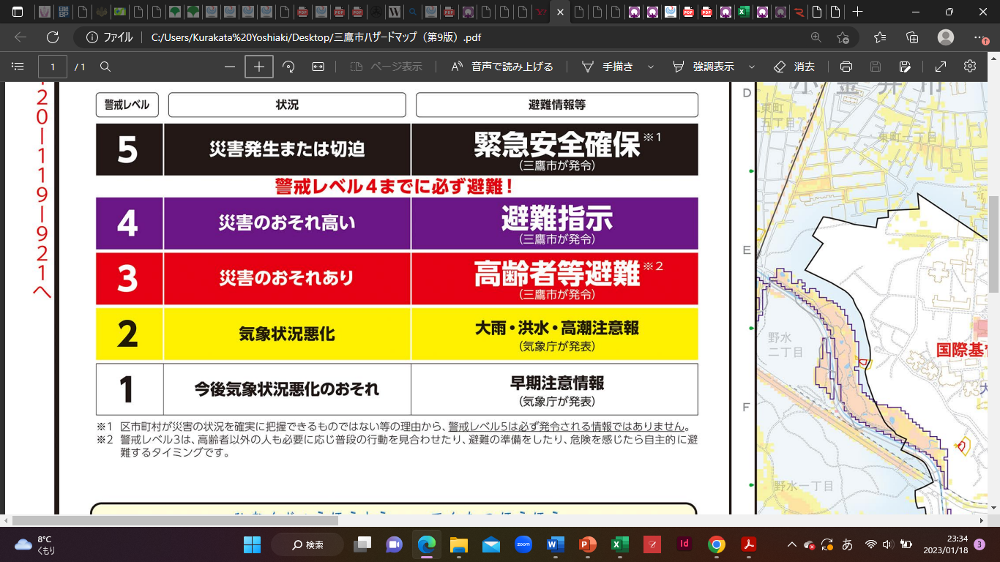 ファイル
C:/Users/Kurakata%20Yoshiaki/Desktop/三鷹市ハザードマップ（第9版）.pdf
1 / 1
ページ表示
音声で読み上げる
手描き
強調表示
消去
20ー119ー921へ
警戒レベル 状況 避難情報等
5 災害発生または切迫 緊急安全確保※1
(三鷹市が発令)
警戒レベル4までに必ず避難！
4 災害のおそれ高い 避難指示
(三鷹市が発令)
3 災害のおそれあり 高齢者等避難※2
(三鷹市が発令)
2 気象状況悪化 大雨・洪水・高潮注意報
(気象庁が発表)
1 今後気象状況悪化のおそれ 早期注意情報
(気象庁が発表)
※1 区市町村が災害の状況を確実に把握できるものではない等の理由から、警戒レベル5は必ず発令される情報ではありません。
※2 警戒レベル3は、高齢者以外の人も必要に応じ普段の行動を見合わせたり、避難の準備をしたり、危険を感じたら自主的に避
難するタイミングです。
D
E
F
小金井市
東町
五丁目
東町一丁目
野水
二丁目
国際基
野水一丁目
8°C
くもり
検索
zoom
あ
23:34
2023/01/18
3